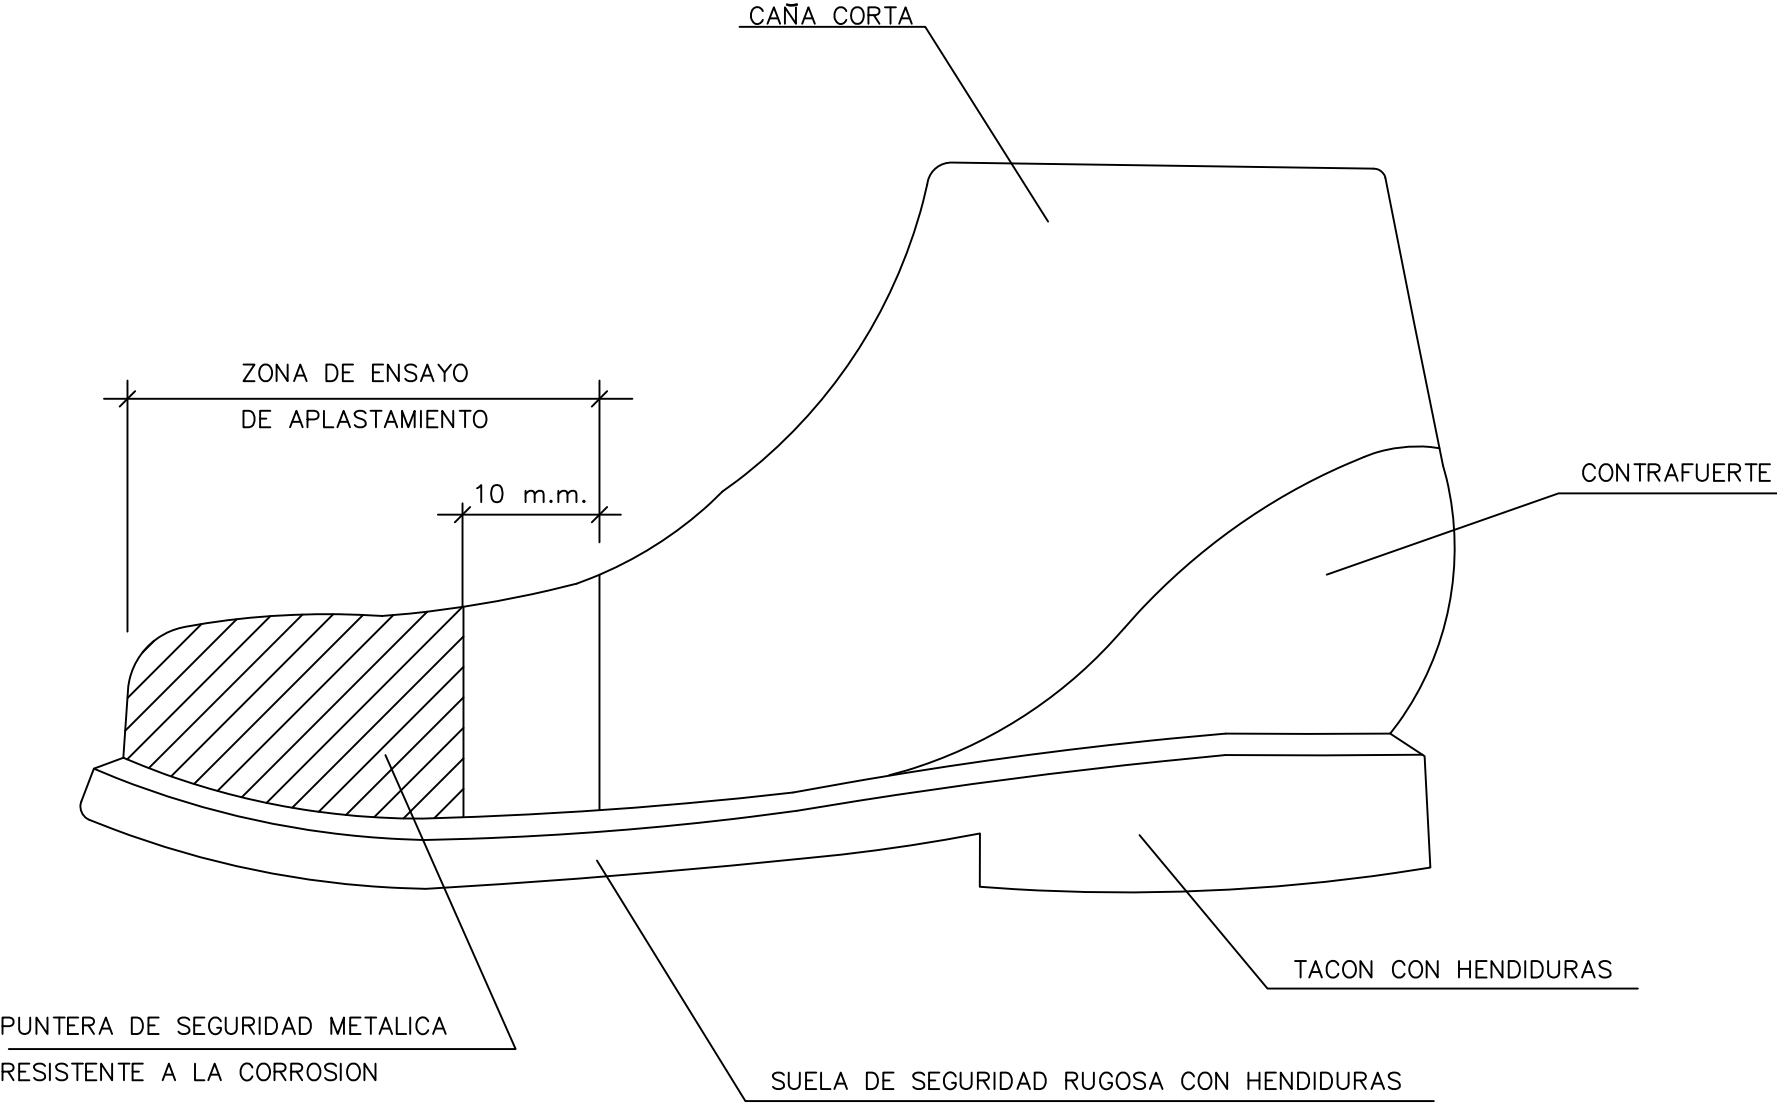 CAÑA CORTA
ZONA DE ENSAYO
DE APLASTAMIENTO
10 m.m.
CONTRAFUERTE
TACON CON HENDIDURAS
PUNTERA DE SEGURIDAD METALICA
RESISTENTE A LA CORROSION
SUELA DE SEGURIDAD RUGOSA CON HENDIDURAS